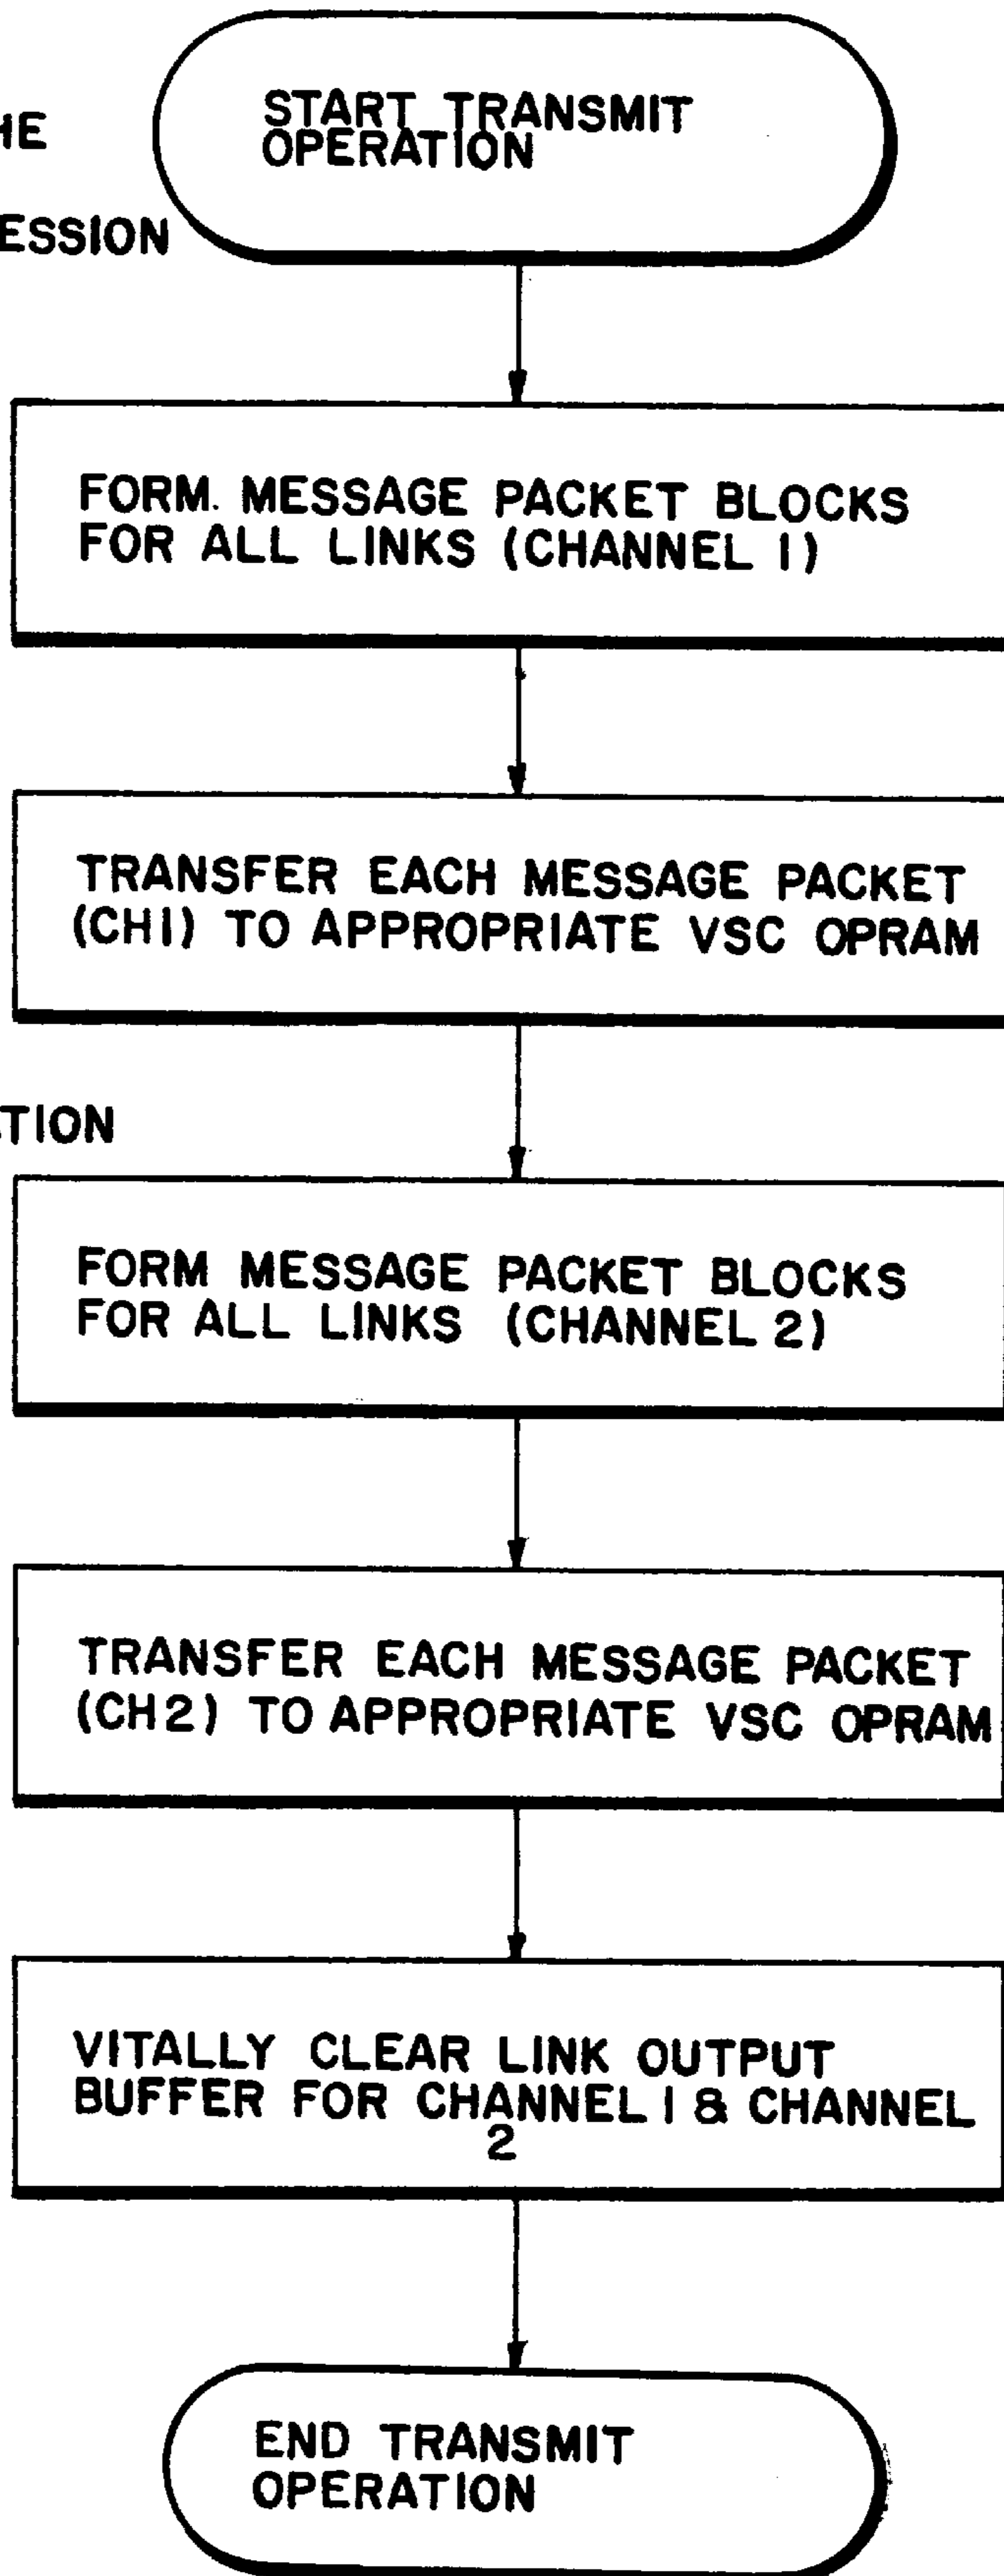 START TRANSMIT
OPERATION
ESSION
FORM MESSAGE PACKET BLOCKS
FOR ALL LINKS (CHANNEL 1)
TRANSFER EACH MESSAGE PACKET
(CH1) TO APPROPRIATE VSC OPRAM
TION
FORM MESSAGE PACKET BLOCKS
FOR ALL LINKS (CHANNEL 2)
TRANSFER EACH MESSAGE PACKET
(CH2) TO APPROPRIATE VSC OPRAM
VITALLY CLEAR LINK OUTPUT
BUFFER FOR CHANNEL 1 & CHANNEL
2
END TRANSMIT
OPERATION